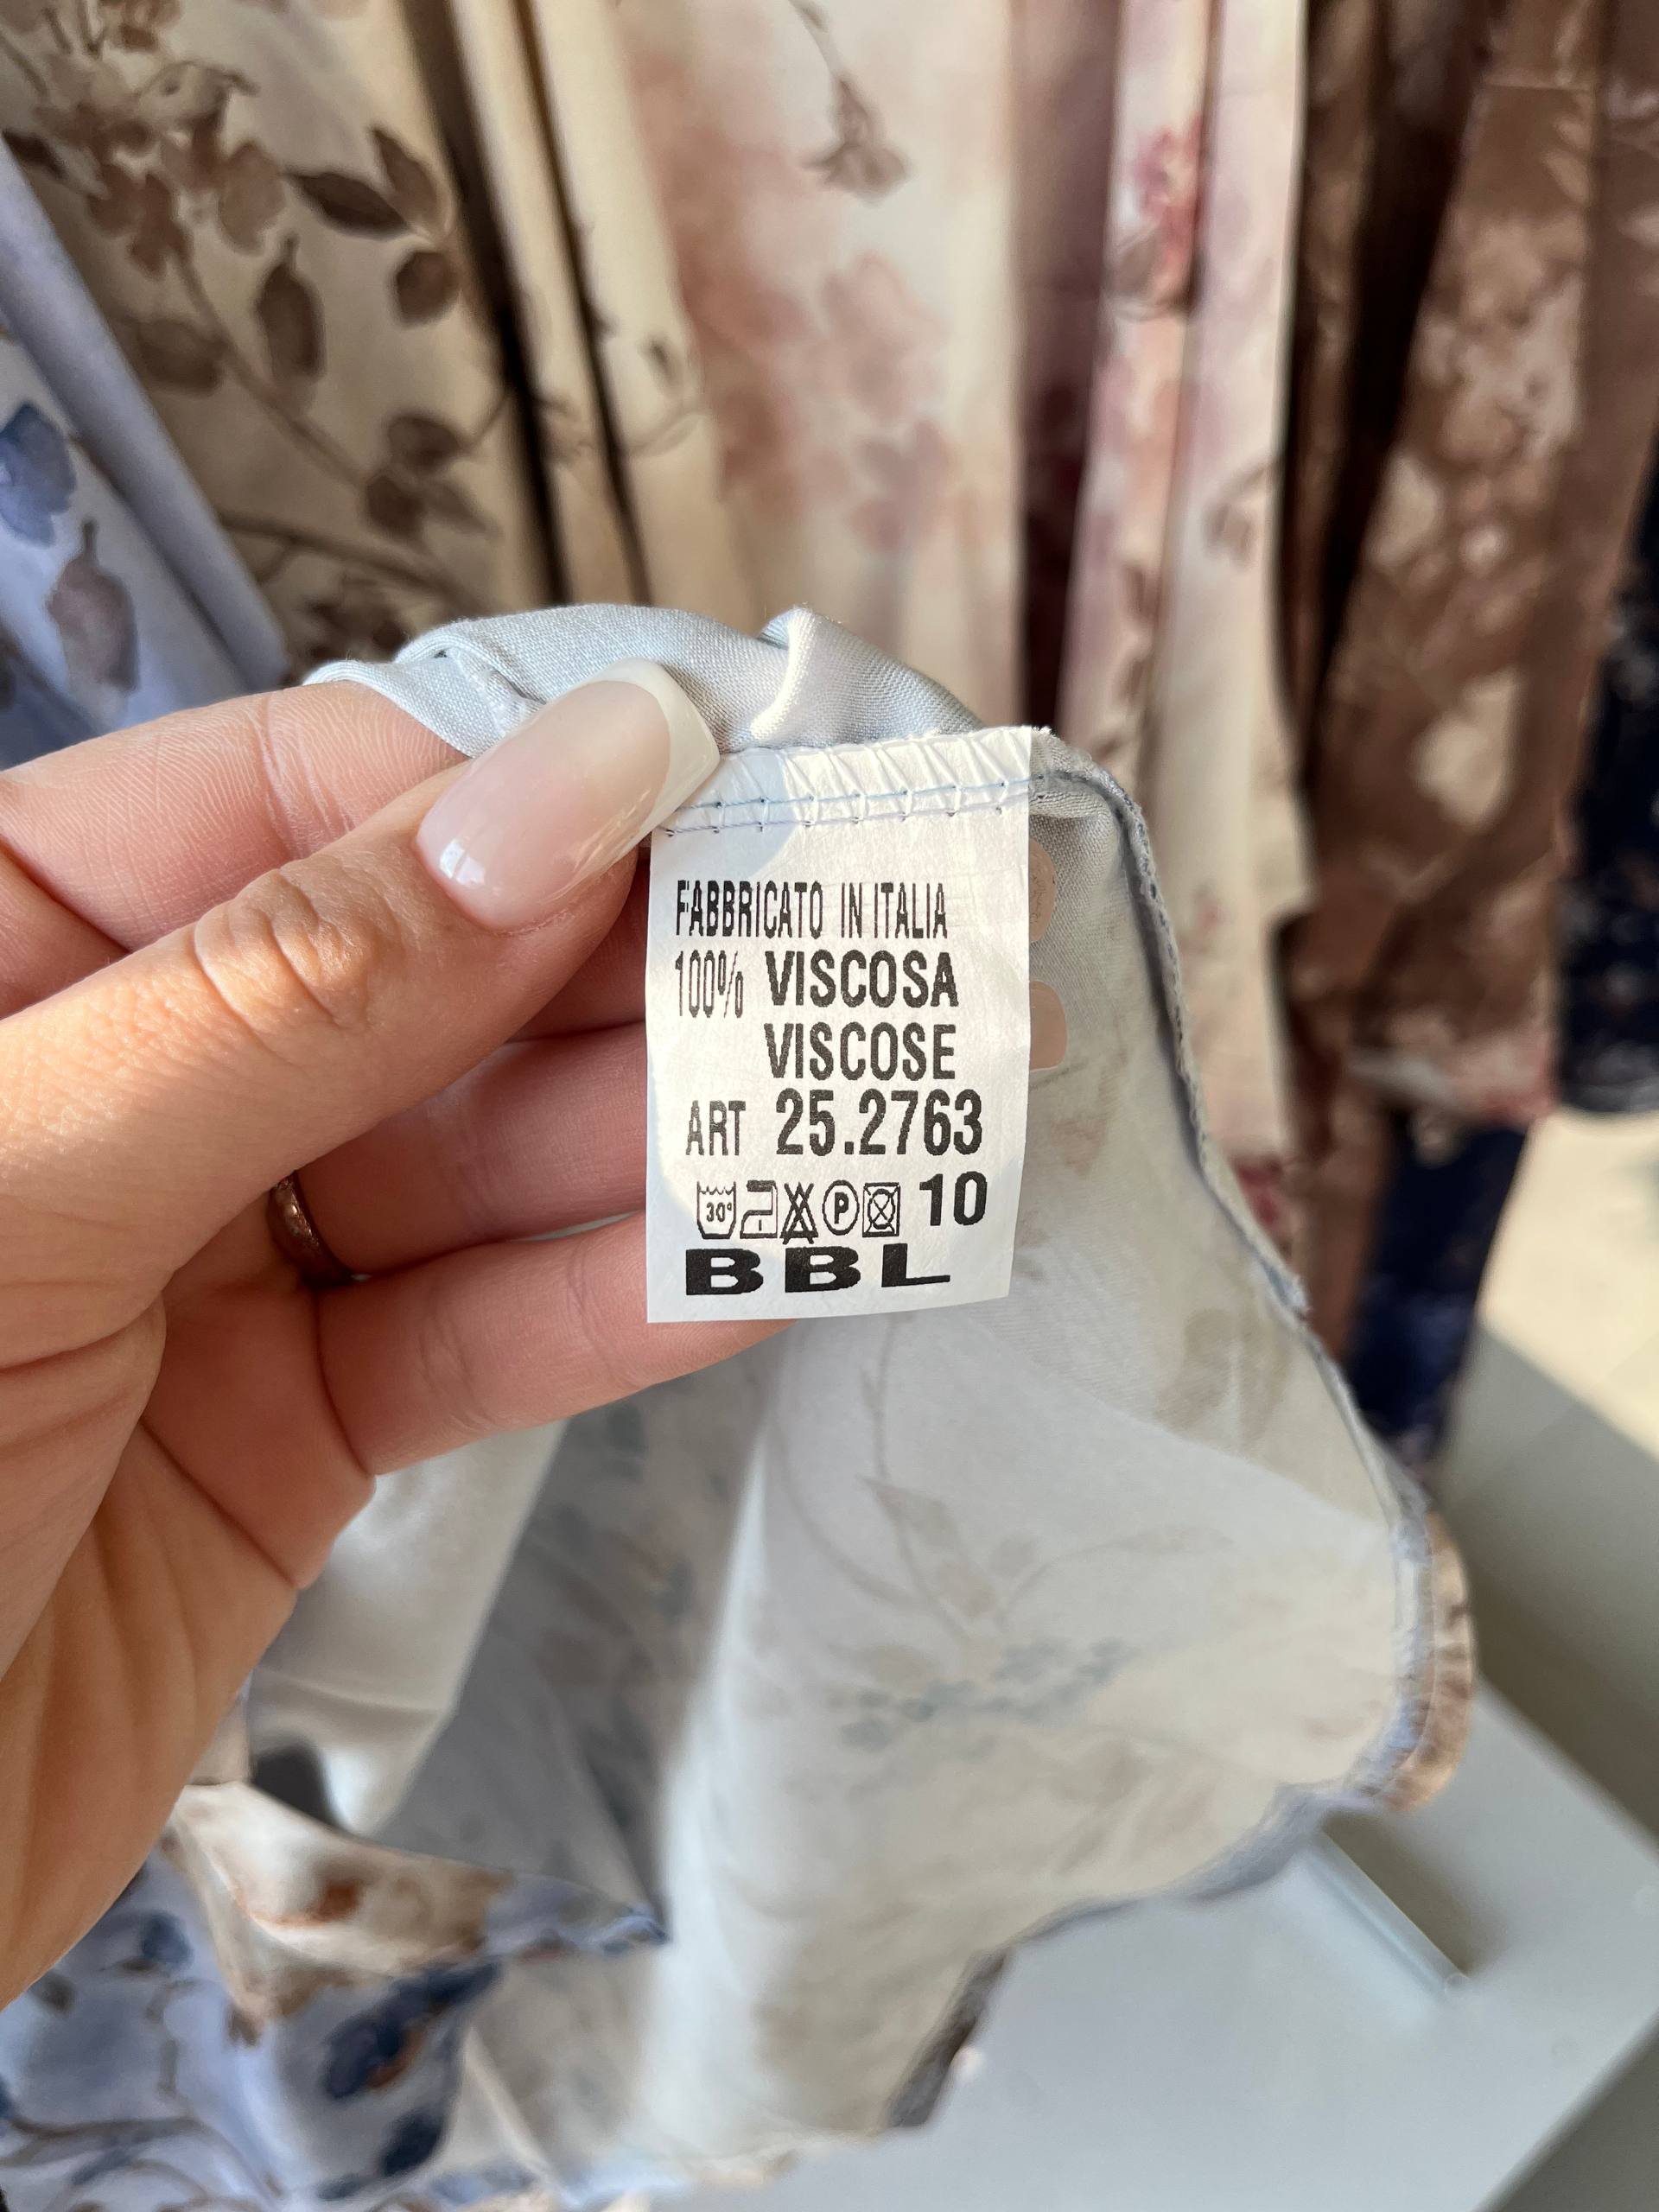 FABBRICATO IN ITALIA
100% VISCOSA
VISCOSE
ART 25.2763
30° P 10
BBL